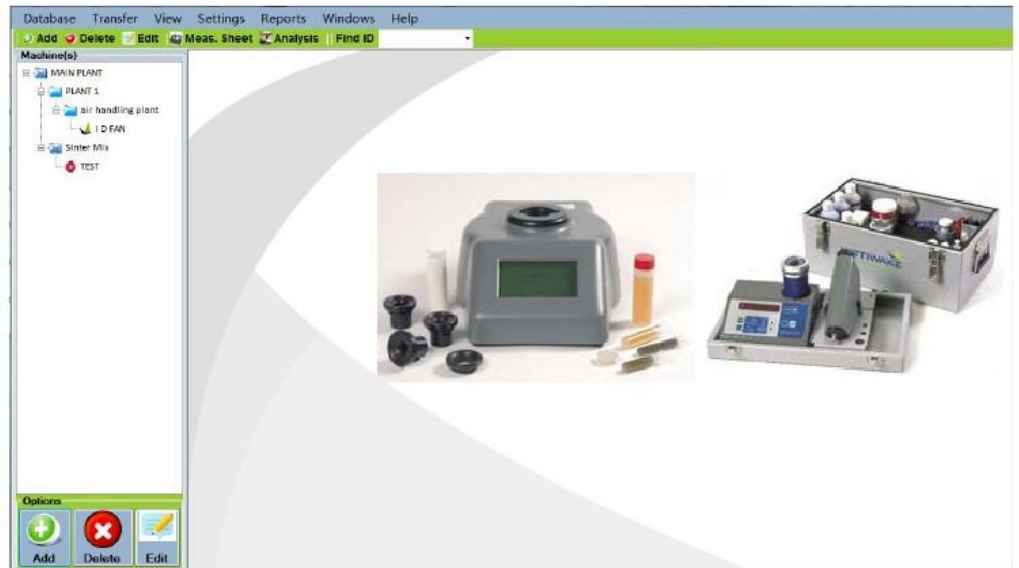 Database Transfer View Settings Reports Windows Help
Add Delete Edit Meas. Sheet Analysis Find ID
Machine(s)
MAIN PLANT
PLANT 1
air handling plant
I D FAN
Sinter Mix
TEST
Options
Add Delete Edit